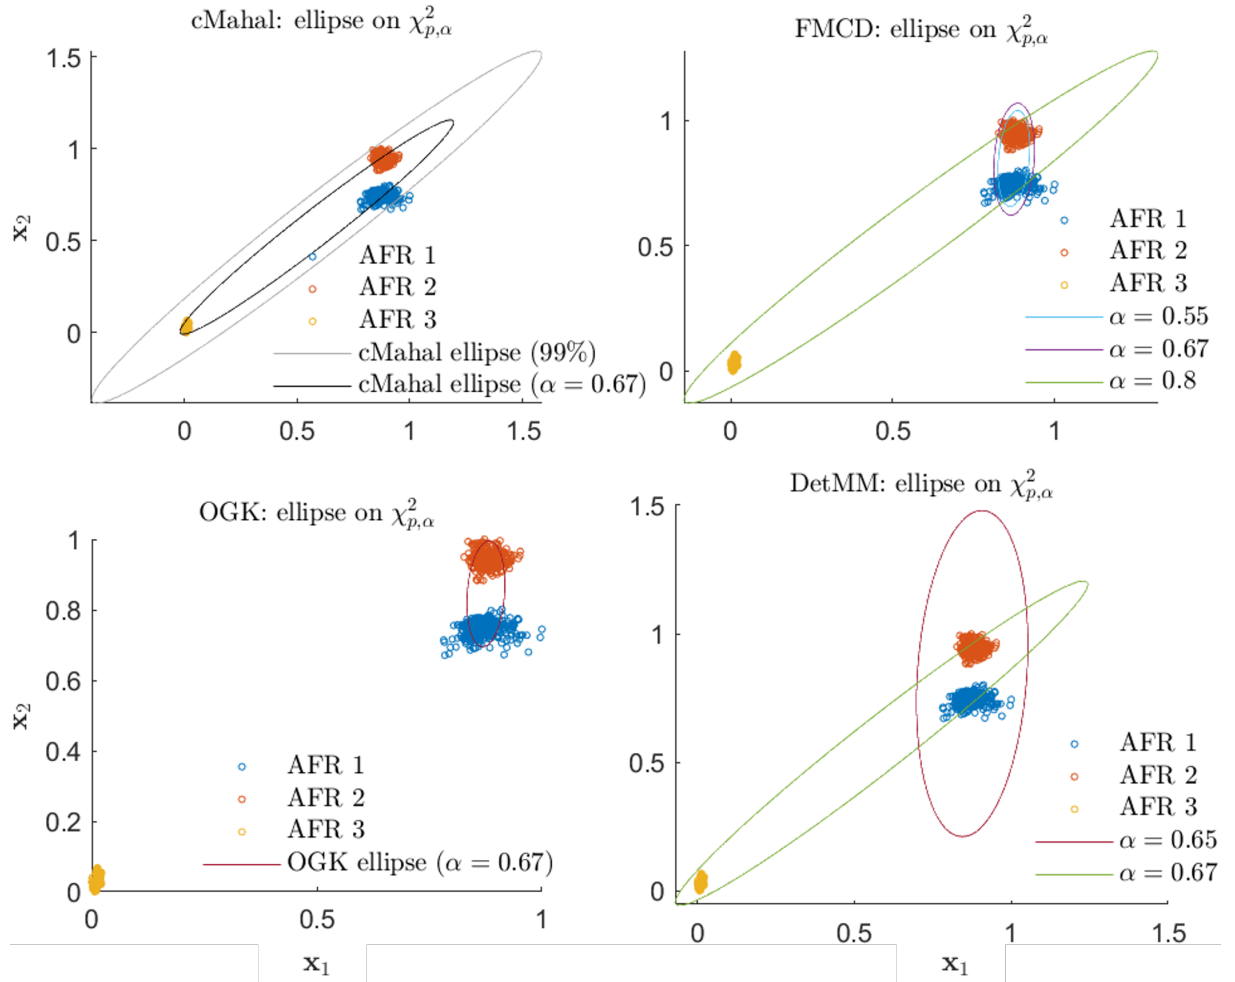 cMahal: ellipse on χ²p,α
1.5
1
0.5
0
x₂
AFR 1
AFR 2
AFR 3
cMahal ellipse (99%)
cMahal ellipse (α = 0.67)
0 0.5 1 1.5
FMCD: ellipse on χ²p,α
1
0.5
0
AFR 1
AFR 2
AFR 3
α = 0.55
α = 0.67
α = 0.8
0 0.5 1
OGK: ellipse on χ²p,α
1
0.8
0.6
0.4
0.2
0
x₂
AFR 1
AFR 2
AFR 3
OGK ellipse (α = 0.67)
0 0.5 1
x₁
DetMM: ellipse on χ²p,α
1.5
1
0.5
0
AFR 1
AFR 2
AFR 3
α = 0.65
α = 0.67
0 0.5 1 1.5
x₁